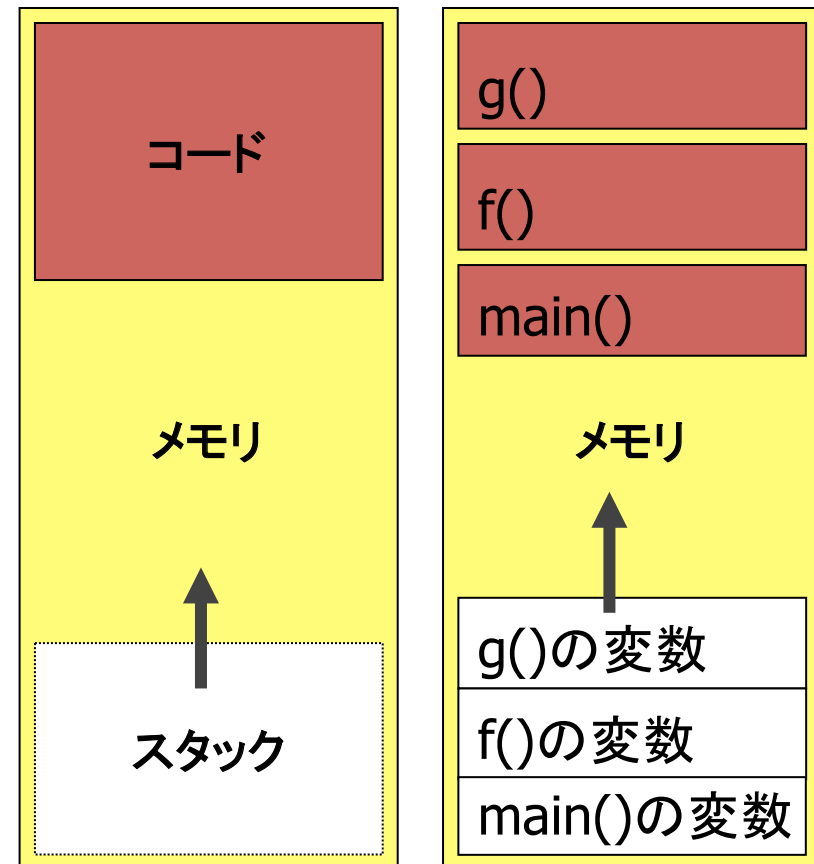 コード
メモリ
スタック
g()
f()
main()
メモリ
g()の変数
f()の変数
main()の変数